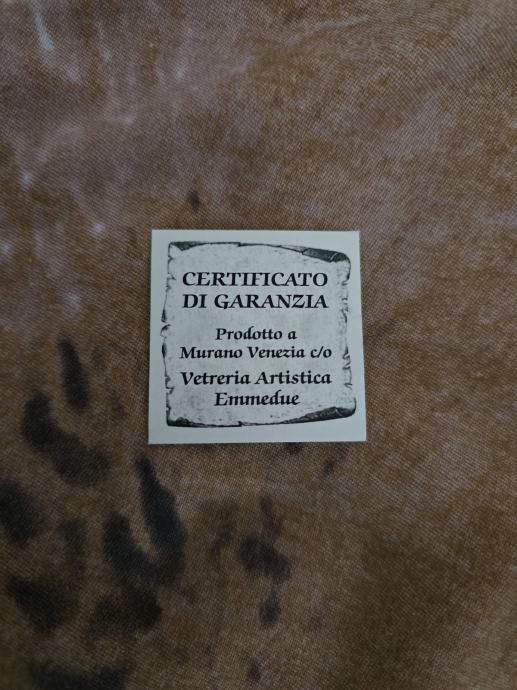 CERTIFICATO
DI GARANZIA
Prodotto a
Murano Venezia c/o
Vetreria Artistica
Emmedue